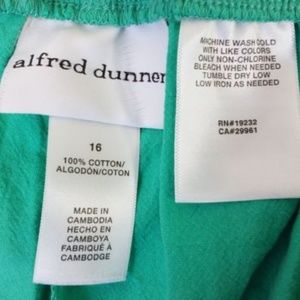 alfred dunner
16
100% COTTON/
ALGODÓN/COTON
MADE IN
CAMBODIA
HECHO EN
CAMBOYA
FABRIQUÉ À
CAMBODGE
MACHINE WASH COLD
WITH LIKE COLORS
ONLY NON-CHLORINE
BLEACH WHEN NEEDED
TUMBLE DRY LOW
LOW IRON AS NEEDED
RN#19232
CA#29961